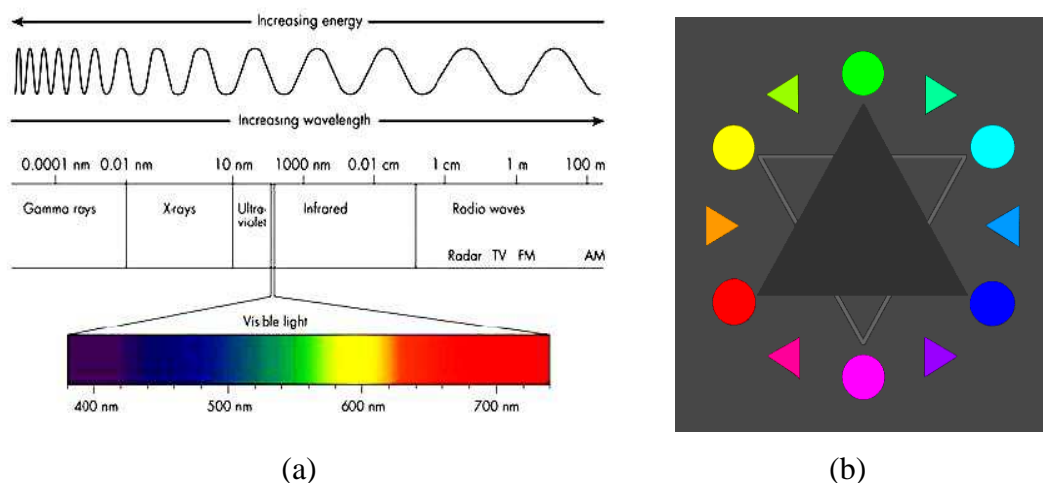 Increasing energy
Increasing wavelength
0.0001 nm 0.01 nm 10 nm 1000 nm 0.01 cm 1 cm 1 m 100 m
Gamma rays X-rays Ultra- Infrared Radio waves
violet
Radar TV FM AM
Visible light
400 nm 500 nm 600 nm 700 nm
(a) (b)